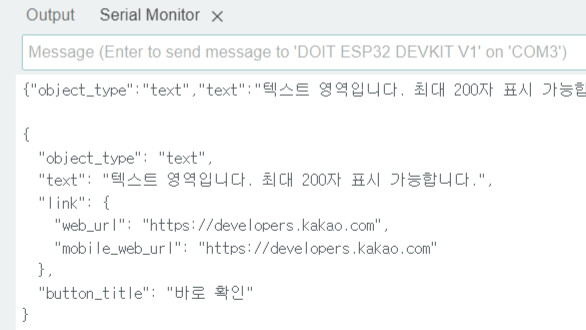 Output Serial Monitor
Message (Enter to send message to 'DOIT ESP32 DEVKIT V1' on 'COM3')
{"object_type":"text","text":"텍스트 영역입니다. 최대 200자 표시 가능합
{
"object_type": "text",
"text": "텍스트 영역입니다. 최대 200자 표시 가능합니다.",
"link": {
"web_url": "https://developers.kakao.com",
"mobile_web_url": "https://developers.kakao.com"
},
"button_title": "바로 확인"
}